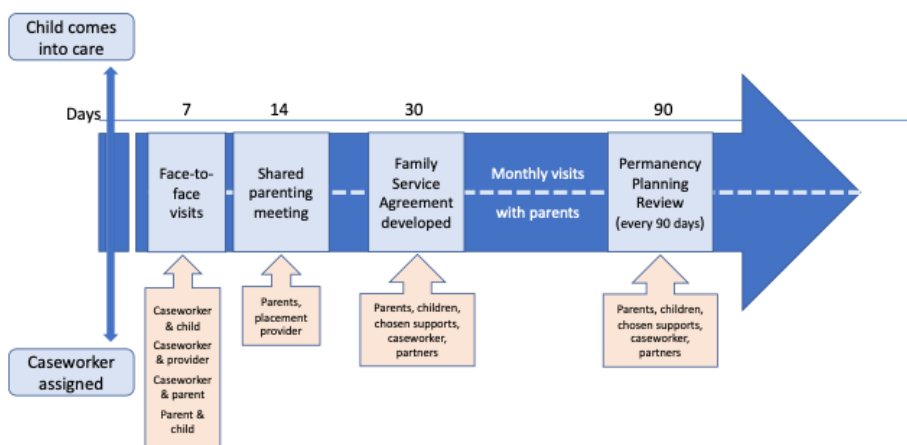 Child comes
into care
Days
7
14
30
90
Face-to-
face
visits
Shared
parenting
meeting
Family
Service
Agreement
developed
Monthly visits
with parents
Permanency
Planning
Review
(every 90 days)
Caseworker
& child
Caseworker
& provider
Caseworker
& parent
Parent &
child
Parents,
placement
provider
Parents, children,
chosen supports,
caseworker,
partners
Parents, children,
chosen supports,
caseworker,
partners
Caseworker
assigned